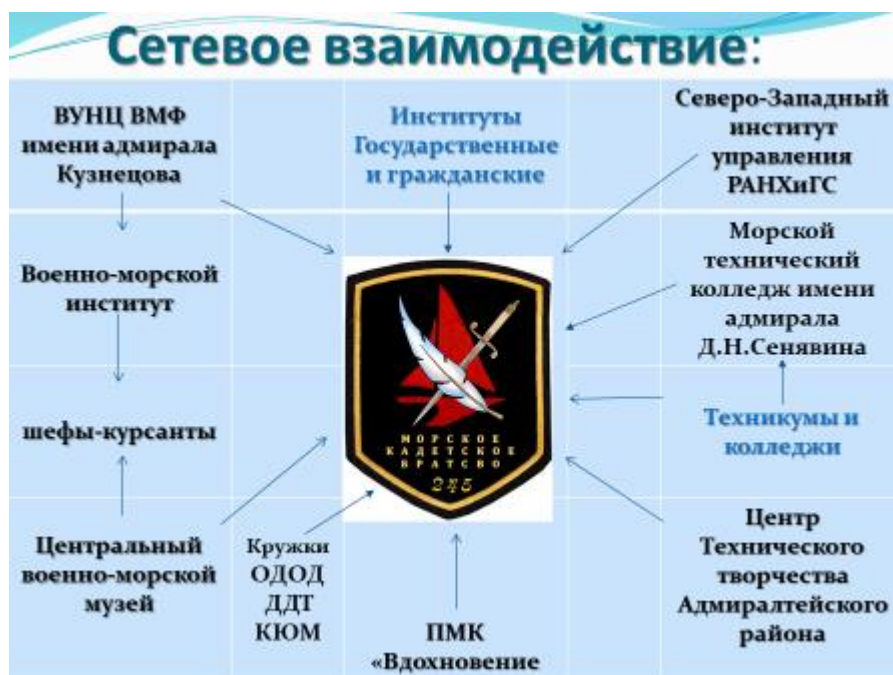 Сетевое взаимодействие:
ВУНЦ ВМФ
имени адмирала
Кузнецова
Институты
Государственные
и гражданские
Северо-Западный
институт
управления
РАНХиГС
Военно-морской
институт
Морской
технический
колледж имени
адмирала
Д.Н.Сенявина
МОРСКОЕ
КАДЕТСКОЕ
БРАТСВО
245
шефы-курсанты
Техникумы и
колледжи
Центральный
военно-морской
музей
Кружки
ОДОД
ДДТ
КЮМ
ПМК
«Вдохновение
Центр
Технического
творчества
Адмиралтейского
района